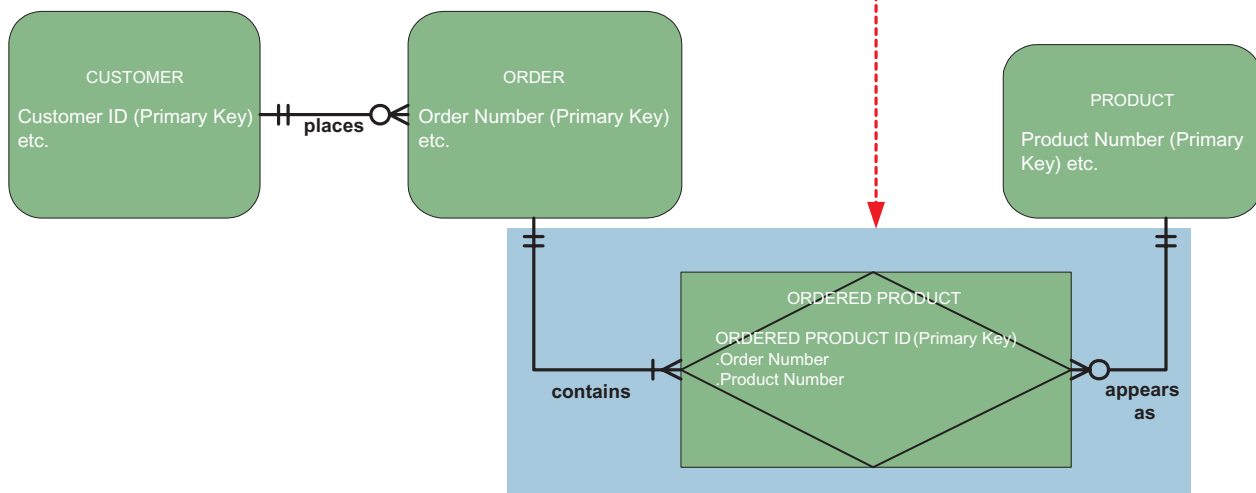 CUSTOMER
Customer ID (Primary Key)
etc.
places
ORDER
Order Number (Primary Key)
etc.
PRODUCT
Product Number (Primary
Key) etc.
ORDERED PRODUCT
ORDERED PRODUCT ID (Primary Key)
.Order Number
.Product Number
contains
appears
as